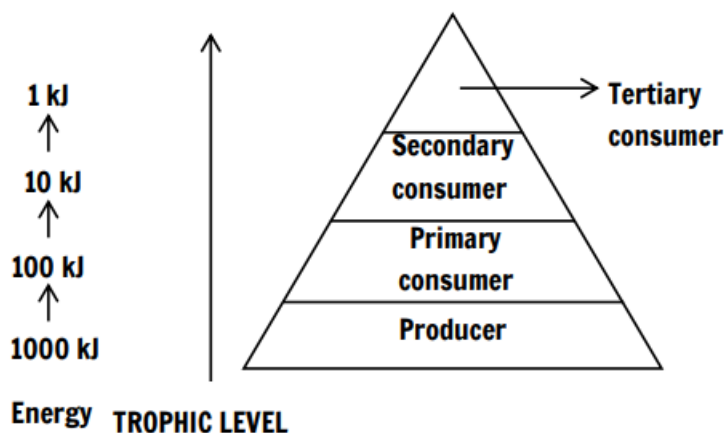 1 kJ
10 kJ
100 kJ
1000 kJ
Energy
TROPHIC LEVEL
Tertiary
consumer
Secondary
consumer
Primary
consumer
Producer